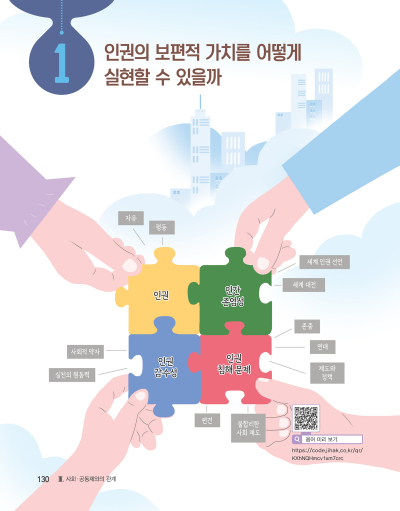 1
인권의 보편적 가치를 어떻게
실현할 수 있을까
자유
평등
세계 인권 선언
세계 대전
인권
인간
존엄성
존중
연대
제도와
정책
사회적 약자
실천의 원동력
인권
감수성
인권
침해 문제
편견
불합리한
사회 제도
용어 미리 보기
https://code.jihak.co.kr/qr/
130 Ⅲ. 사회·공동체와의 관계